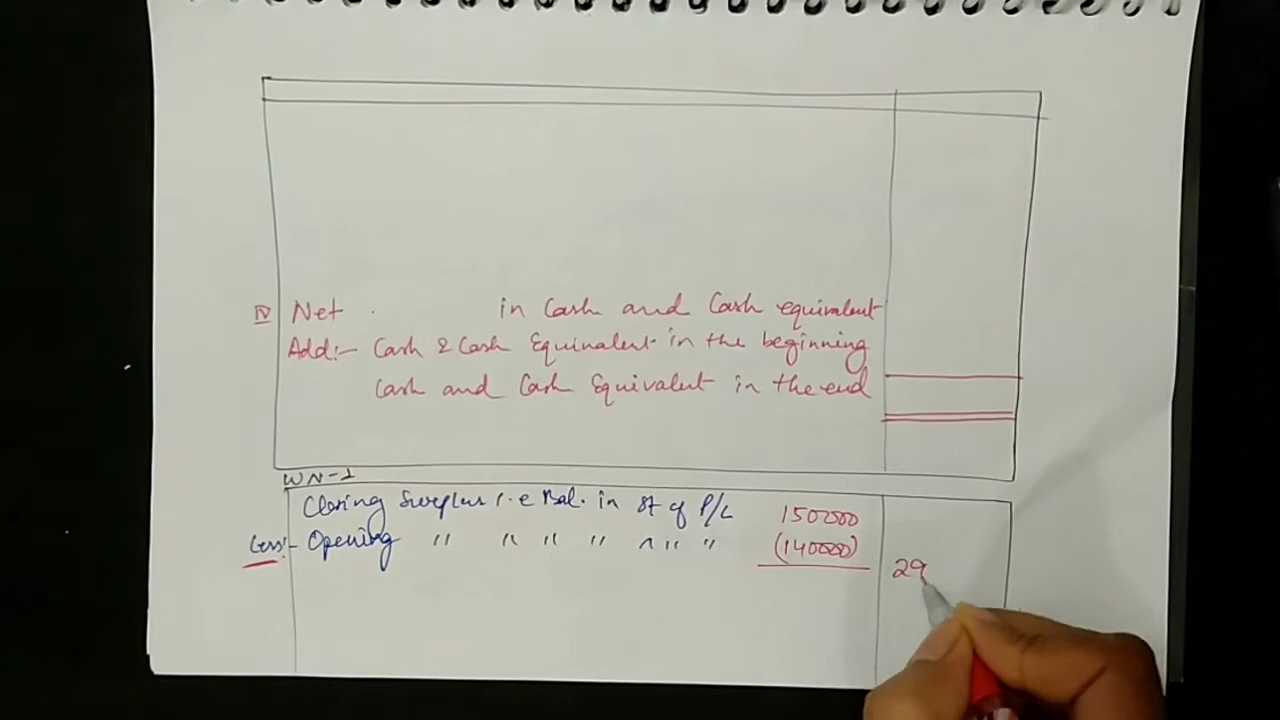 IV Net in Cash and Cash equivalent
Add:- Cash & Cash Equivalent in the beginning
Cash and Cash Equivalent in the end
WN-1
Closing Surplus i.e Bal. in St of P/L 150000
Less:- Opening " " " " " " " (140000)
29